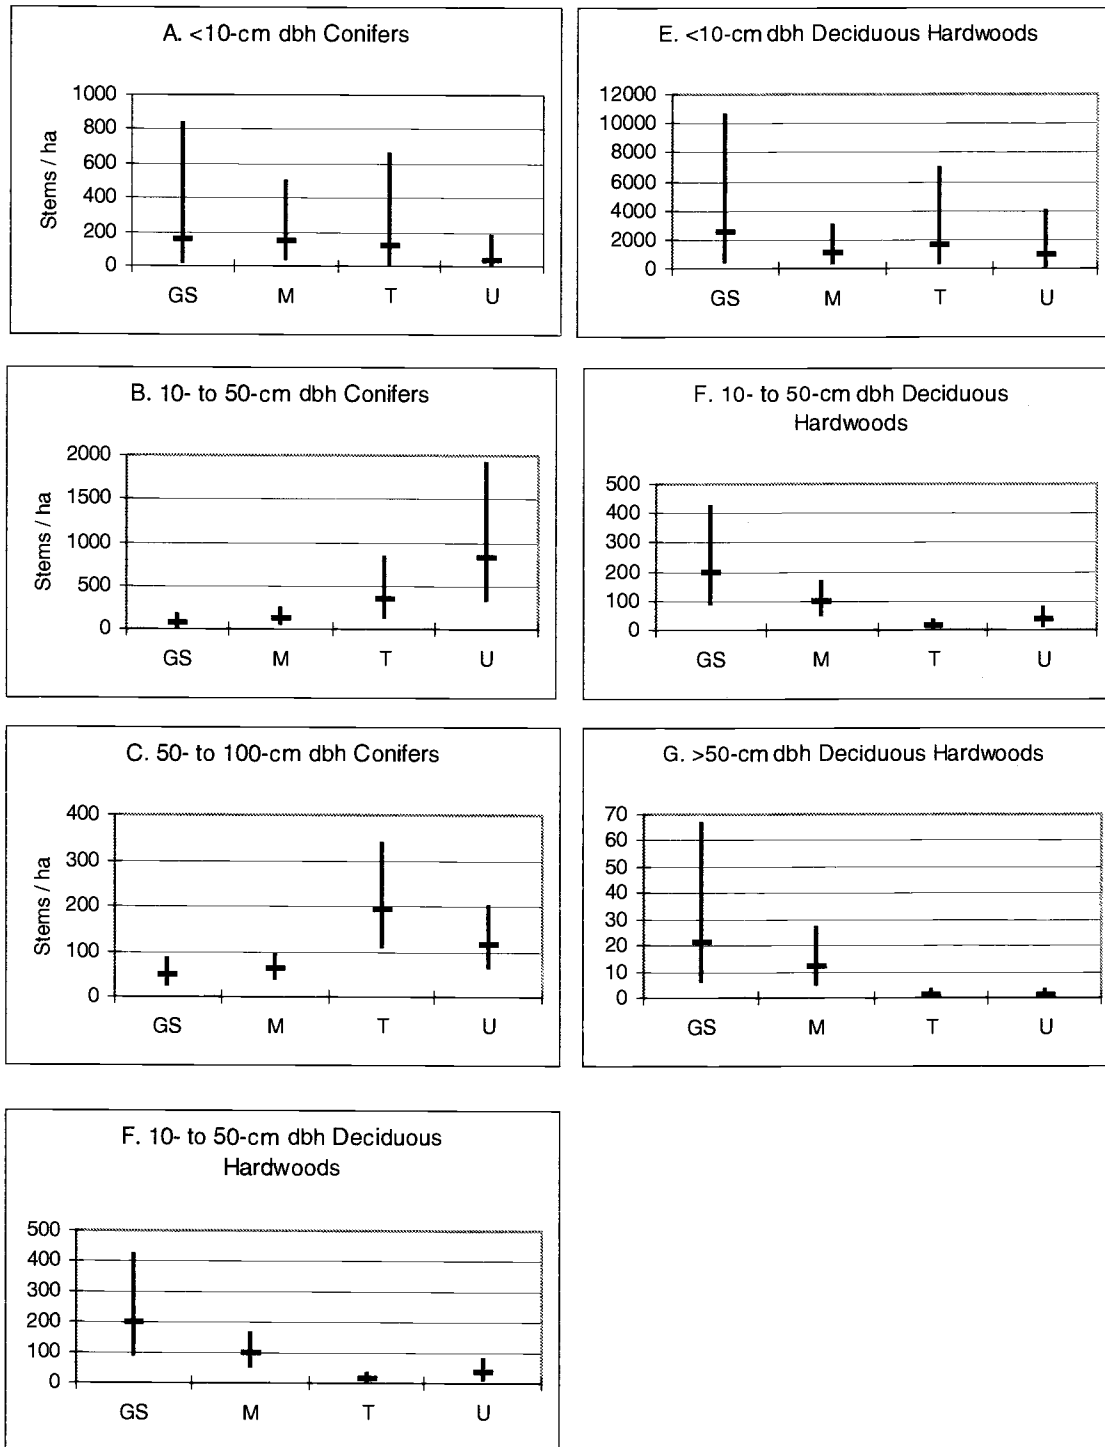 A. <10-cm dbh Conifers
Stems / ha
1000
800
600
400
200
0
GS M T U
B. 10- to 50-cm dbh Conifers
Stems / ha
2000
1500
1000
500
0
GS M T U
C. 50- to 100-cm dbh Conifers
Stems / ha
400
300
200
100
0
GS M T U
F. 10- to 50-cm dbh Deciduous
Hardwoods
500
400
300
200
100
0
GS M T U
E. <10-cm dbh Deciduous Hardwoods
12000
10000
8000
6000
4000
2000
0
GS M T U
F. 10- to 50-cm dbh Deciduous
Hardwoods
500
400
300
200
100
0
GS M T U
G. >50-cm dbh Deciduous Hardwoods
70
60
50
40
30
20
10
0
GS M T U